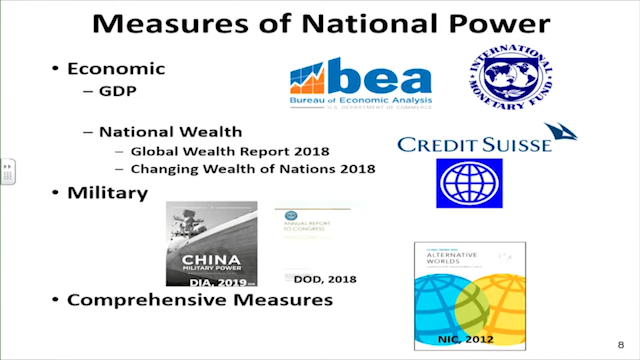 Measures of National Power
• Economic
– GDP
bea
Bureau of Economic Analysis
U.S. DEPARTMENT OF COMMERCE
INTERNATIONAL MONETARY FUND
– National Wealth
– Global Wealth Report 2018
– Changing Wealth of Nations 2018
CREDIT SUISSE
• Military
CHINA
MILITARY POWER
DIA, 2019
ANNUAL REPORT
TO CONGRESS
DOD, 2018
ALTERNATIVE
WORLDS
NIC, 2012
• Comprehensive Measures
8